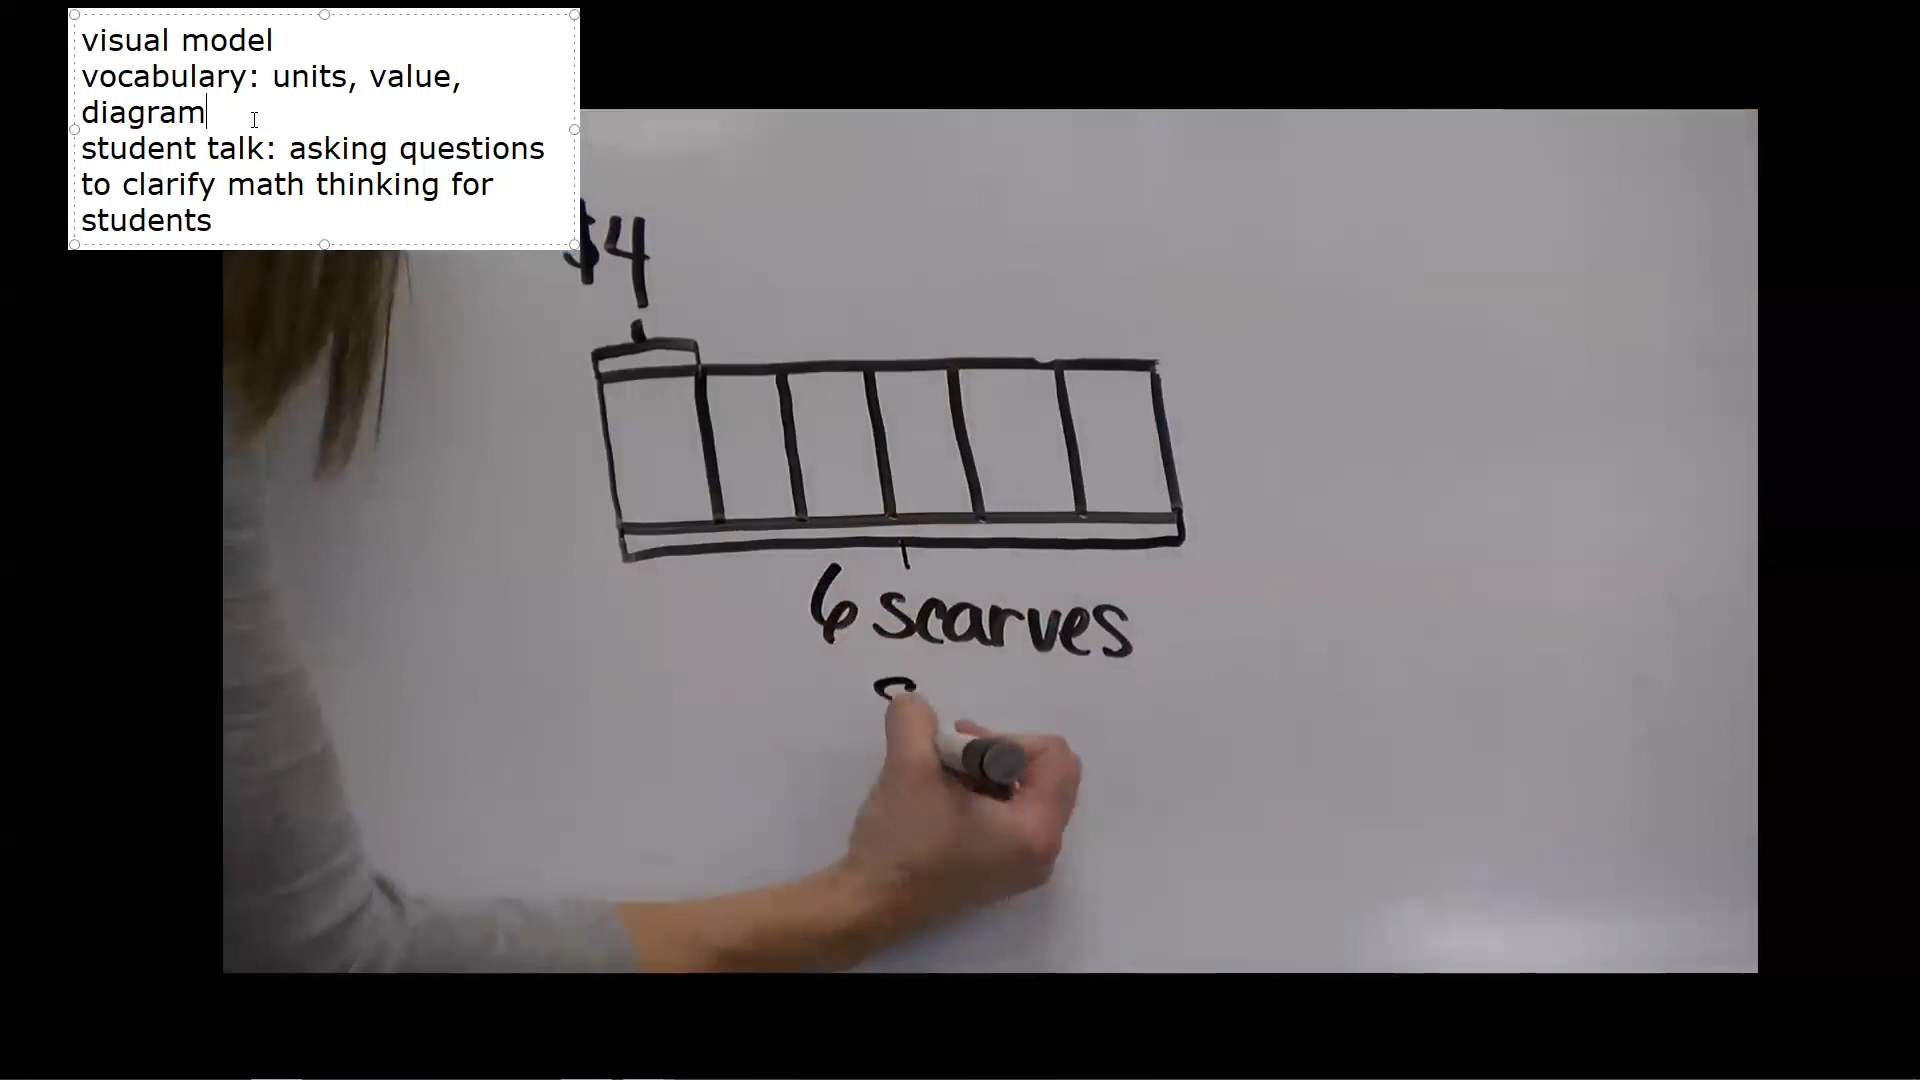 visual model
vocabulary: units, value,
diagram
student talk: asking questions
to clarify math thinking for
students
$4
6 scarves